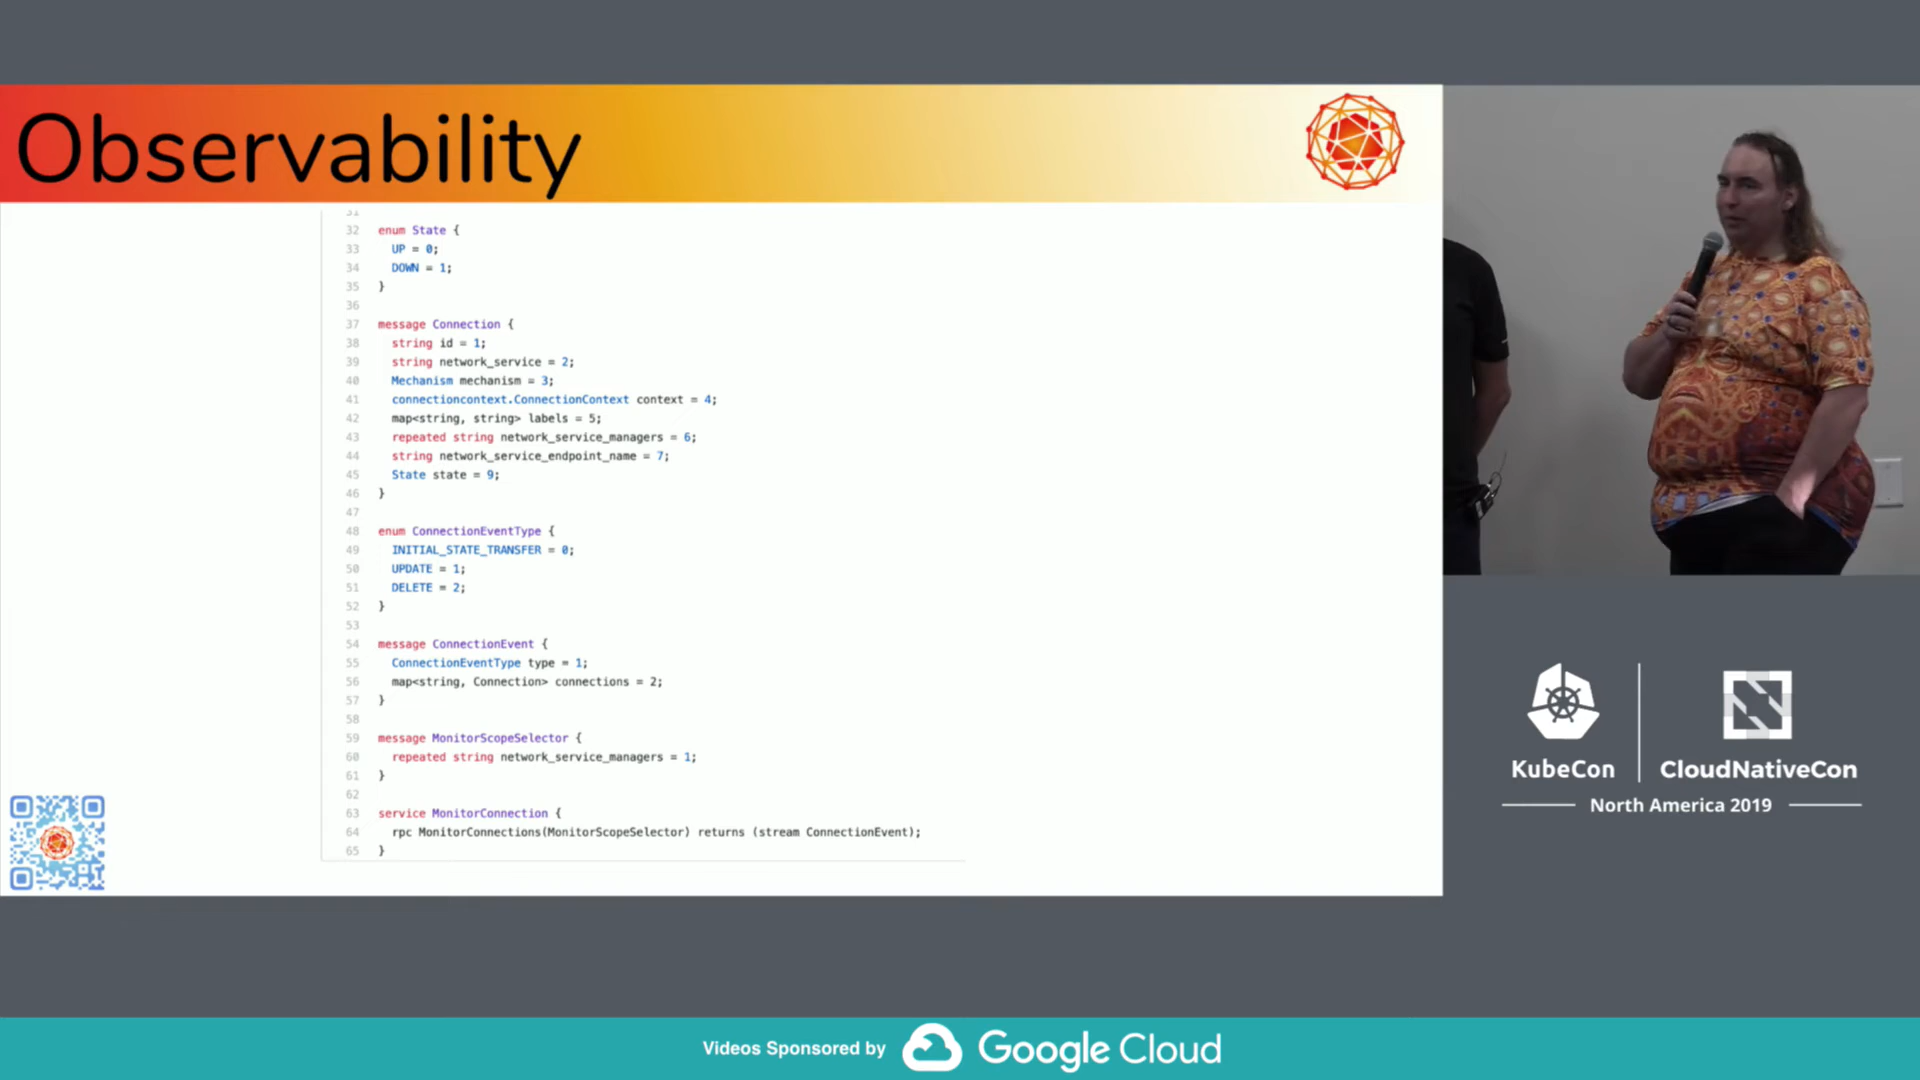 Observability
31
32 enum State {
33 UP = 0;
34 DOWN = 1;
35 }
36
37 message Connection {
38 string id = 1;
39 string network_service = 2;
40 Mechanism mechanism = 3;
41 connectioncontext.ConnectionContext context = 4;
42 map<string, string> labels = 5;
43 repeated string network_service_managers = 6;
44 string network_service_endpoint_name = 7;
45 State state = 9;
46 }
47
48 enum ConnectionEventType {
49 INITIAL_STATE_TRANSFER = 0;
50 UPDATE = 1;
51 DELETE = 2;
52 }
53
54 message ConnectionEvent {
55 ConnectionEventType type = 1;
56 map<string, Connection> connections = 2;
57 }
58
59 message MonitorScopeSelector {
60 repeated string network_service_managers = 1;
61 }
62
63 service MonitorConnection {
64 rpc MonitorConnections(MonitorScopeSelector) returns (stream ConnectionEvent);
65 }
KubeCon
CloudNativeCon
North America 2019
Videos Sponsored by Google Cloud